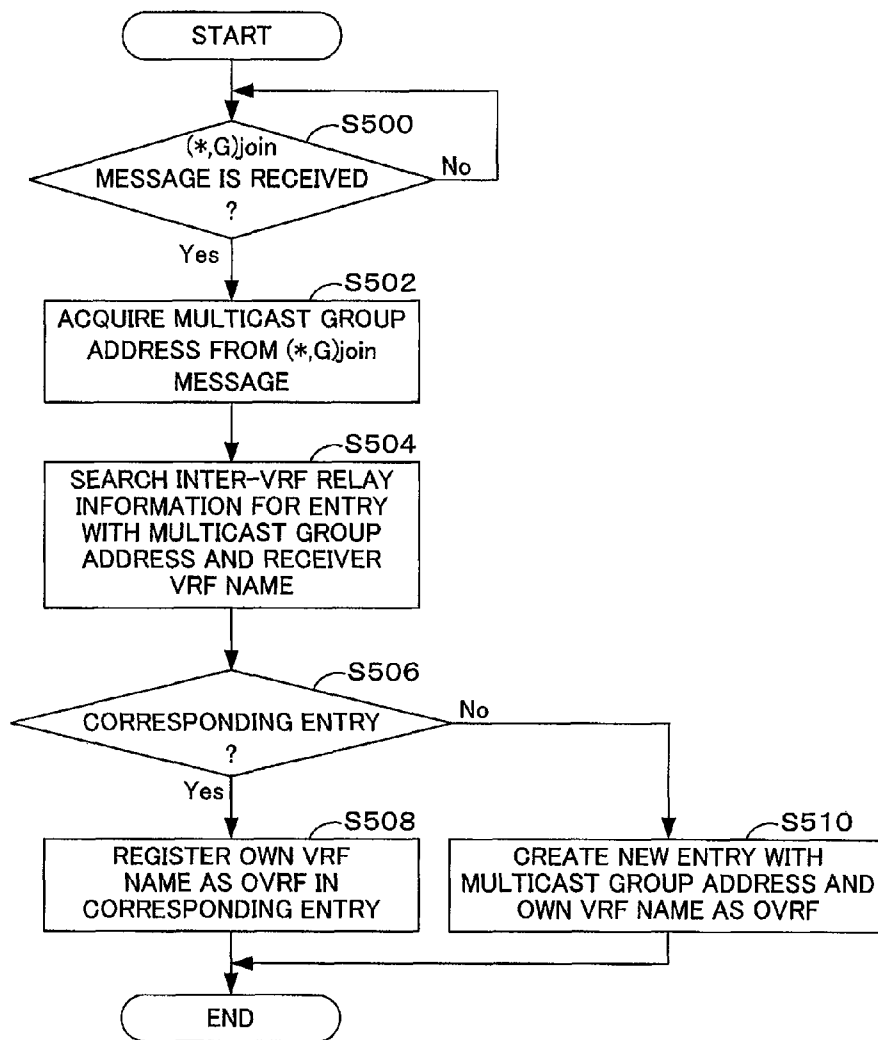 START
S500
(*,G)join
MESSAGE IS RECEIVED
?
No
Yes
S502
ACQUIRE MULTICAST GROUP
ADDRESS FROM (*,G)join
MESSAGE
S504
SEARCH INTER-VRF RELAY
INFORMATION FOR ENTRY
WITH MULTICAST GROUP
ADDRESS AND RECEIVER
VRF NAME
S506
CORRESPONDING ENTRY
?
No
Yes
S508
REGISTER OWN VRF
NAME AS OVRF IN
CORRESPONDING ENTRY
S510
CREATE NEW ENTRY WITH
MULTICAST GROUP ADDRESS AND
OWN VRF NAME AS OVRF
END